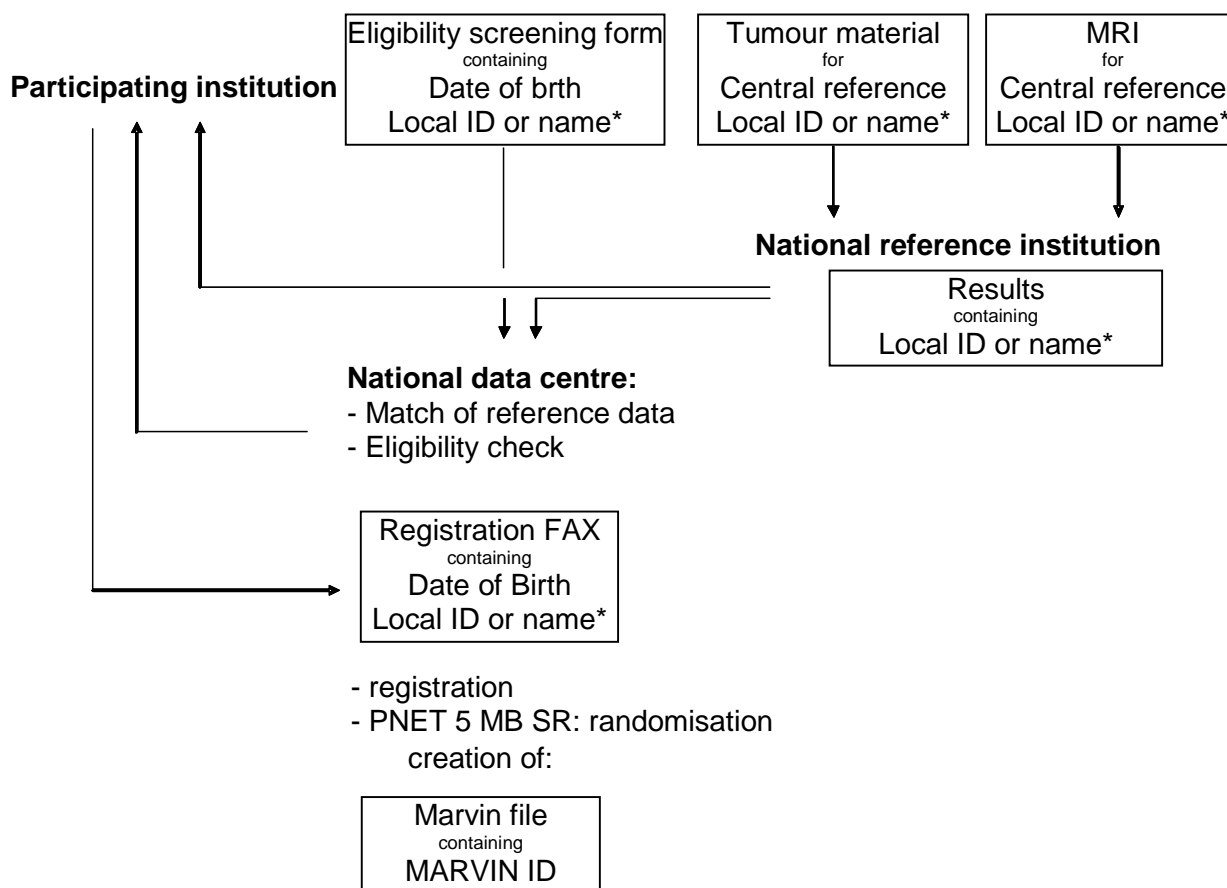 Participating institution
Eligibility screening form
containing
Date of brth
Local ID or name*
Tumour material
for
Central reference
Local ID or name*
MRI
for
Central reference
Local ID or name*
National reference institution
Results
containing
Local ID or name*
National data centre:
- Match of reference data
- Eligibility check
Registration FAX
containing
Date of Birth
Local ID or name*
- registration
- PNET 5 MB SR: randomisation
creation of:
Marvin file
containing
MARVIN ID